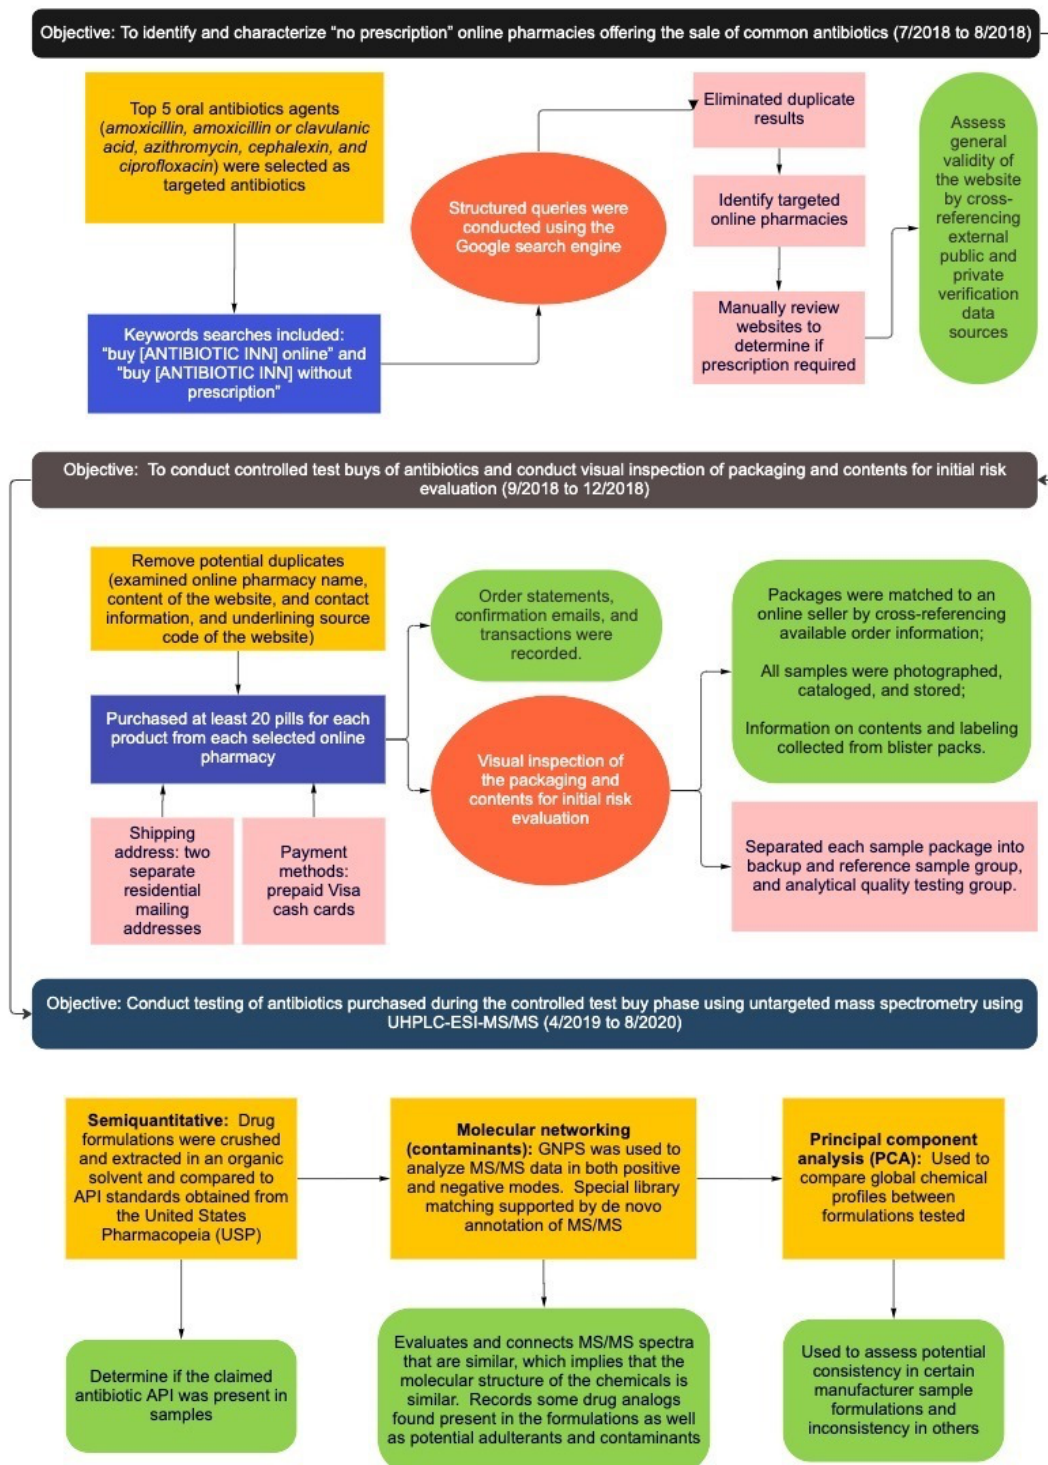 Objective: To identify and characterize “no prescription” online pharmacies offering the sale of common antibiotics (7/2018 to 8/2018)
Top 5 oral antibiotics agents
(amoxicillin, amoxicillin or clavulanic
acid, azithromycin, cephalexin, and
ciprofloxacin) were selected as
targeted antibiotics
Keywords searches included:
“buy [ANTIBIOTIC INN] online” and
“buy [ANTIBIOTIC INN] without
prescription”
Structured queries were
conducted using the
Google search engine
Eliminated duplicate
results
Identify targeted
online pharmacies
Manually review
websites to
determine if
prescription required
Assess
general
validity of
the website
by cross-
referencing
external
public and
private
verification
data
sources
Objective: To conduct controlled test buys of antibiotics and conduct visual inspection of packaging and contents for initial risk
evaluation (9/2018 to 12/2018)
Remove potential duplicates
(examined online pharmacy name,
content of the website, and contact
information, and underlining source
code of the website)
Purchased at least 20 pills for each
product from each selected online
pharmacy
Shipping
address: two
separate
residential
mailing
addresses
Payment
methods:
prepaid Visa
cash cards
Order statements,
confirmation emails, and
transactions were
recorded.
Visual inspection of
the packaging and
contents for initial risk
evaluation
Packages were matched to an
online seller by cross-referencing
available order information;
All samples were photographed,
cataloged, and stored;
Information on contents and labeling
collected from blister packs.
Separated each sample package into
backup and reference sample group,
and analytical quality testing group.
Objective: Conduct testing of antibiotics purchased during the controlled test buy phase using untargeted mass spectrometry using
UHPLC-ESI-MS/MS (4/2019 to 8/2020)
Semiquantitative: Drug
formulations were crushed
and extracted in an organic
solvent and compared to
API standards obtained from
the United States
Pharmacopeia (USP)
Determine if the claimed
antibiotic API was present in
samples
Molecular networking
(contaminants): GNPS was used to
analyze MS/MS data in both positive
and negative modes. Special library
matching supported by de novo
annotation of MS/MS
Evaluates and connects MS/MS spectra
that are similar, which implies that the
molecular structure of the chemicals is
similar. Records some drug analogs
found present in the formulations as well
as potential adulterants and contaminants
Principal component
analysis (PCA): Used to
compare global chemical
profiles between
formulations tested
Used to assess potential
consistency in certain
manufacturer sample
formulations and
inconsistency in others